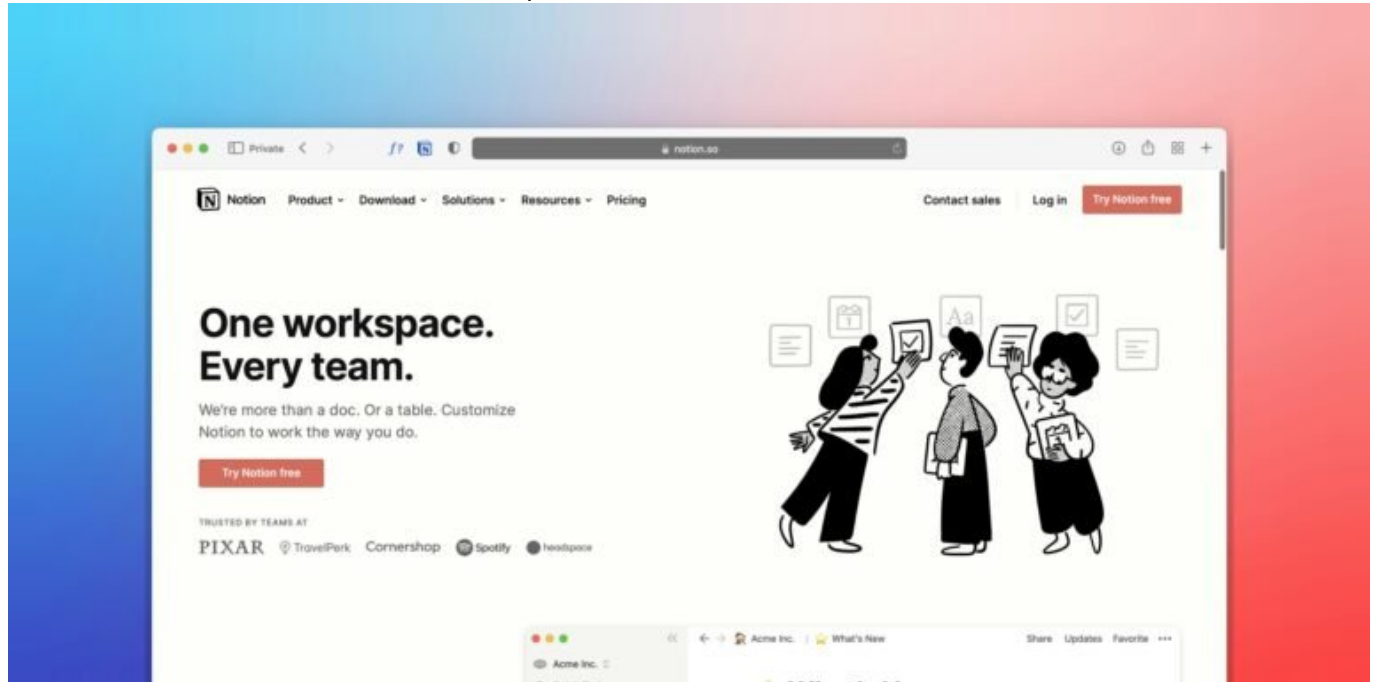 Private
notion.so
Notion Product Download Solutions Resources Pricing Contact sales Log in Try Notion free
One workspace.
Every team.
We're more than a doc. Or a table. Customize
Notion to work the way you do.
Try Notion free
TRUSTED BY TEAMS AT
PIXAR TravelPerk Cornershop Spotify headspace
Aa
Acme Inc. What's New Share Updates Favorite
Acme Inc.